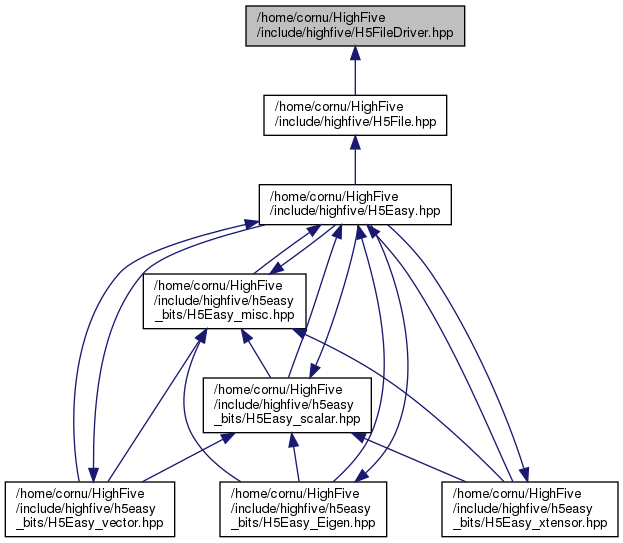 /home/cornu/HighFive
/include/highfive/H5FileDriver.hpp
/home/cornu/HighFive
/include/highfive/H5File.hpp
/home/cornu/HighFive
/include/highfive/H5Easy.hpp
/home/cornu/HighFive
/include/highfive/h5easy
_bits/H5Easy_misc.hpp
/home/cornu/HighFive
/include/highfive/h5easy
_bits/H5Easy_scalar.hpp
/home/cornu/HighFive
/include/highfive/h5easy
_bits/H5Easy_vector.hpp
/home/cornu/HighFive
/include/highfive/h5easy
_bits/H5Easy_Eigen.hpp
/home/cornu/HighFive
/include/highfive/h5easy
_bits/H5Easy_xtensor.hpp